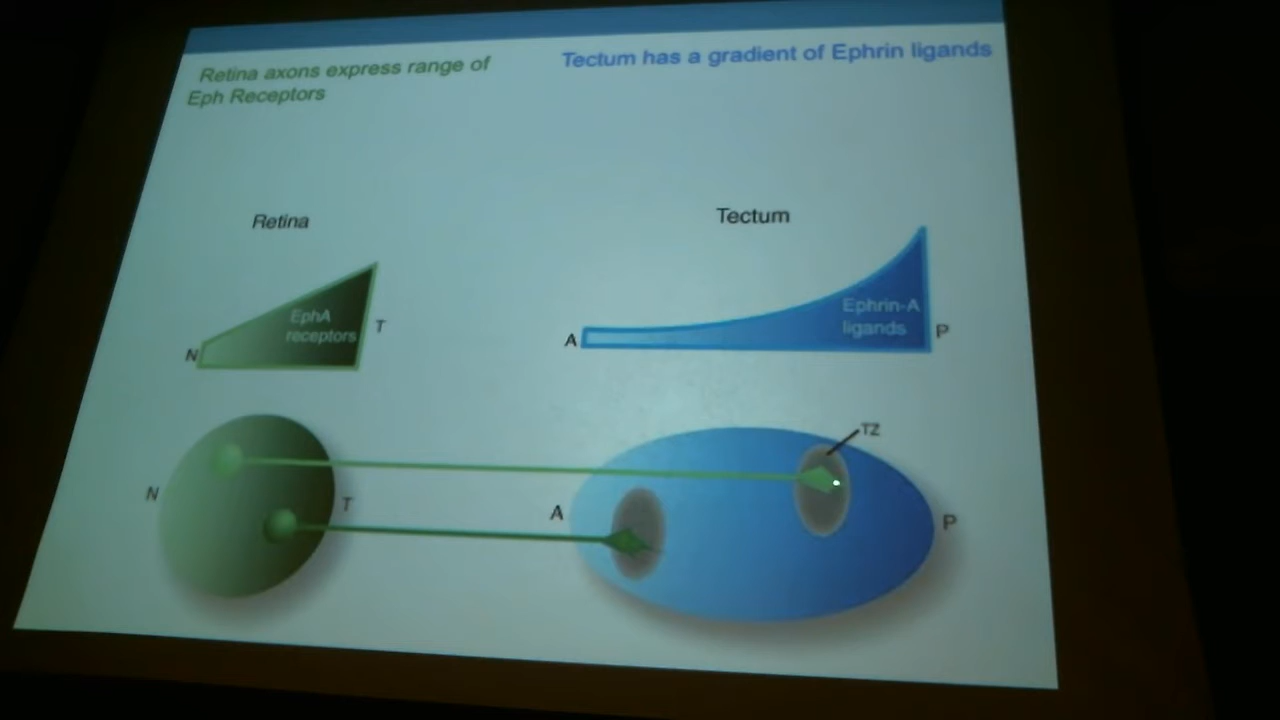 Retina axons express range of
Eph Receptors
Tectum has a gradient of Ephrin ligands
Retina
Tectum
EphA
receptors
N
T
Ephrin-A
ligands
A
P
TZ
N
T
A
P